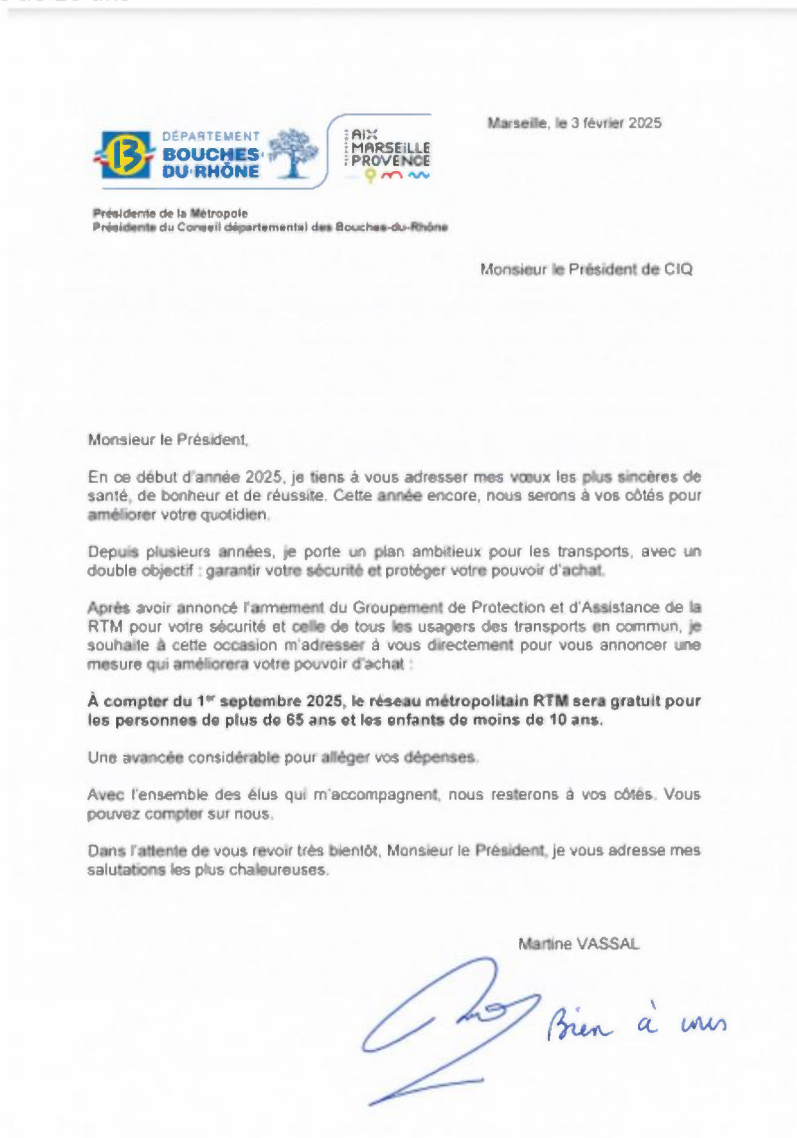 Marseille, le 3 février 2025
DÉPARTEMENT
BOUCHES
DU·RHÔNE
13
AIX
MARSEILLE
PROVENCE
Présidente de la Métropole
Présidente du Conseil départemental des Bouches-du-Rhône
Monsieur le Président de CIQ
Monsieur le Président,
En ce début d'année 2025, je tiens à vous adresser mes vœux les plus sincères de
santé, de bonheur et de réussite. Cette année encore, nous serons à vos côtés pour
améliorer votre quotidien.
Depuis plusieurs années, je porte un plan ambitieux pour les transports, avec un
double objectif : garantir votre sécurité et protéger votre pouvoir d'achat.
Après avoir annoncé l'armement du Groupement de Protection et d'Assistance de la
RTM pour votre sécurité et celle de tous les usagers des transports en commun, je
souhaite à cette occasion m'adresser à vous directement pour vous annoncer une
mesure qui améliorera votre pouvoir d'achat :
À compter du 1er septembre 2025, le réseau métropolitain RTM sera gratuit pour
les personnes de plus de 65 ans et les enfants de moins de 10 ans.
Une avancée considérable pour alléger vos dépenses.
Avec l'ensemble des élus qui m'accompagnent, nous resterons à vos côtés. Vous
pouvez compter sur nous.
Dans l'attente de vous revoir très bientôt, Monsieur le Président, je vous adresse mes
salutations les plus chaleureuses.
Martine VASSAL
Bien à vous